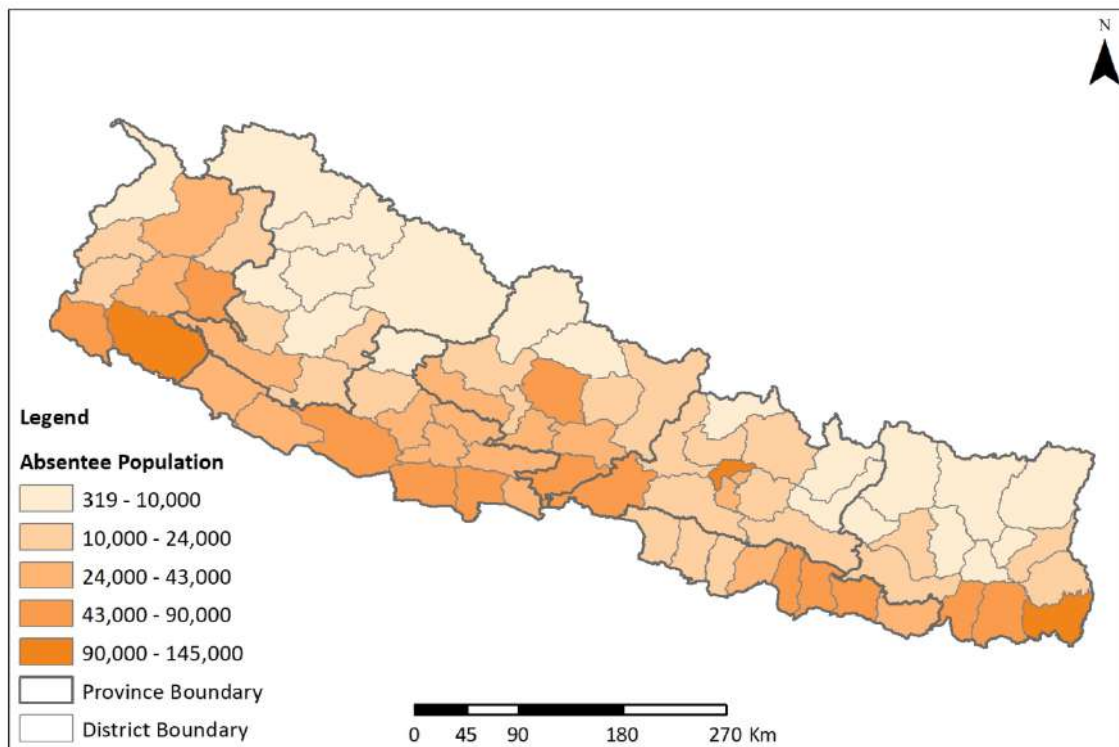 N
Legend
Absentee Population
319 - 10,000
10,000 - 24,000
24,000 - 43,000
43,000 - 90,000
90,000 - 145,000
Province Boundary
District Boundary
0 45 90 180 270 Km